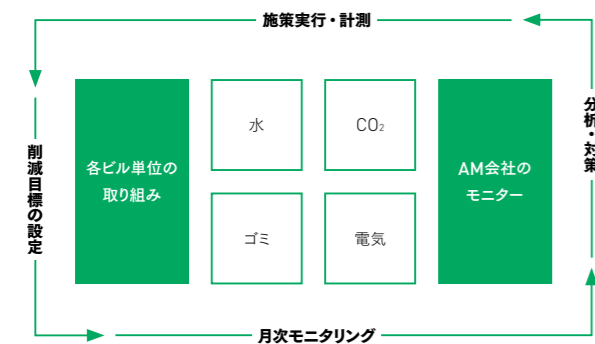 施策実行・計測
削減目標の設定
各ビル単位の
取り組み
水
CO₂
ゴミ
電気
AM会社の
モニター
分析・対策
月次モニタリング